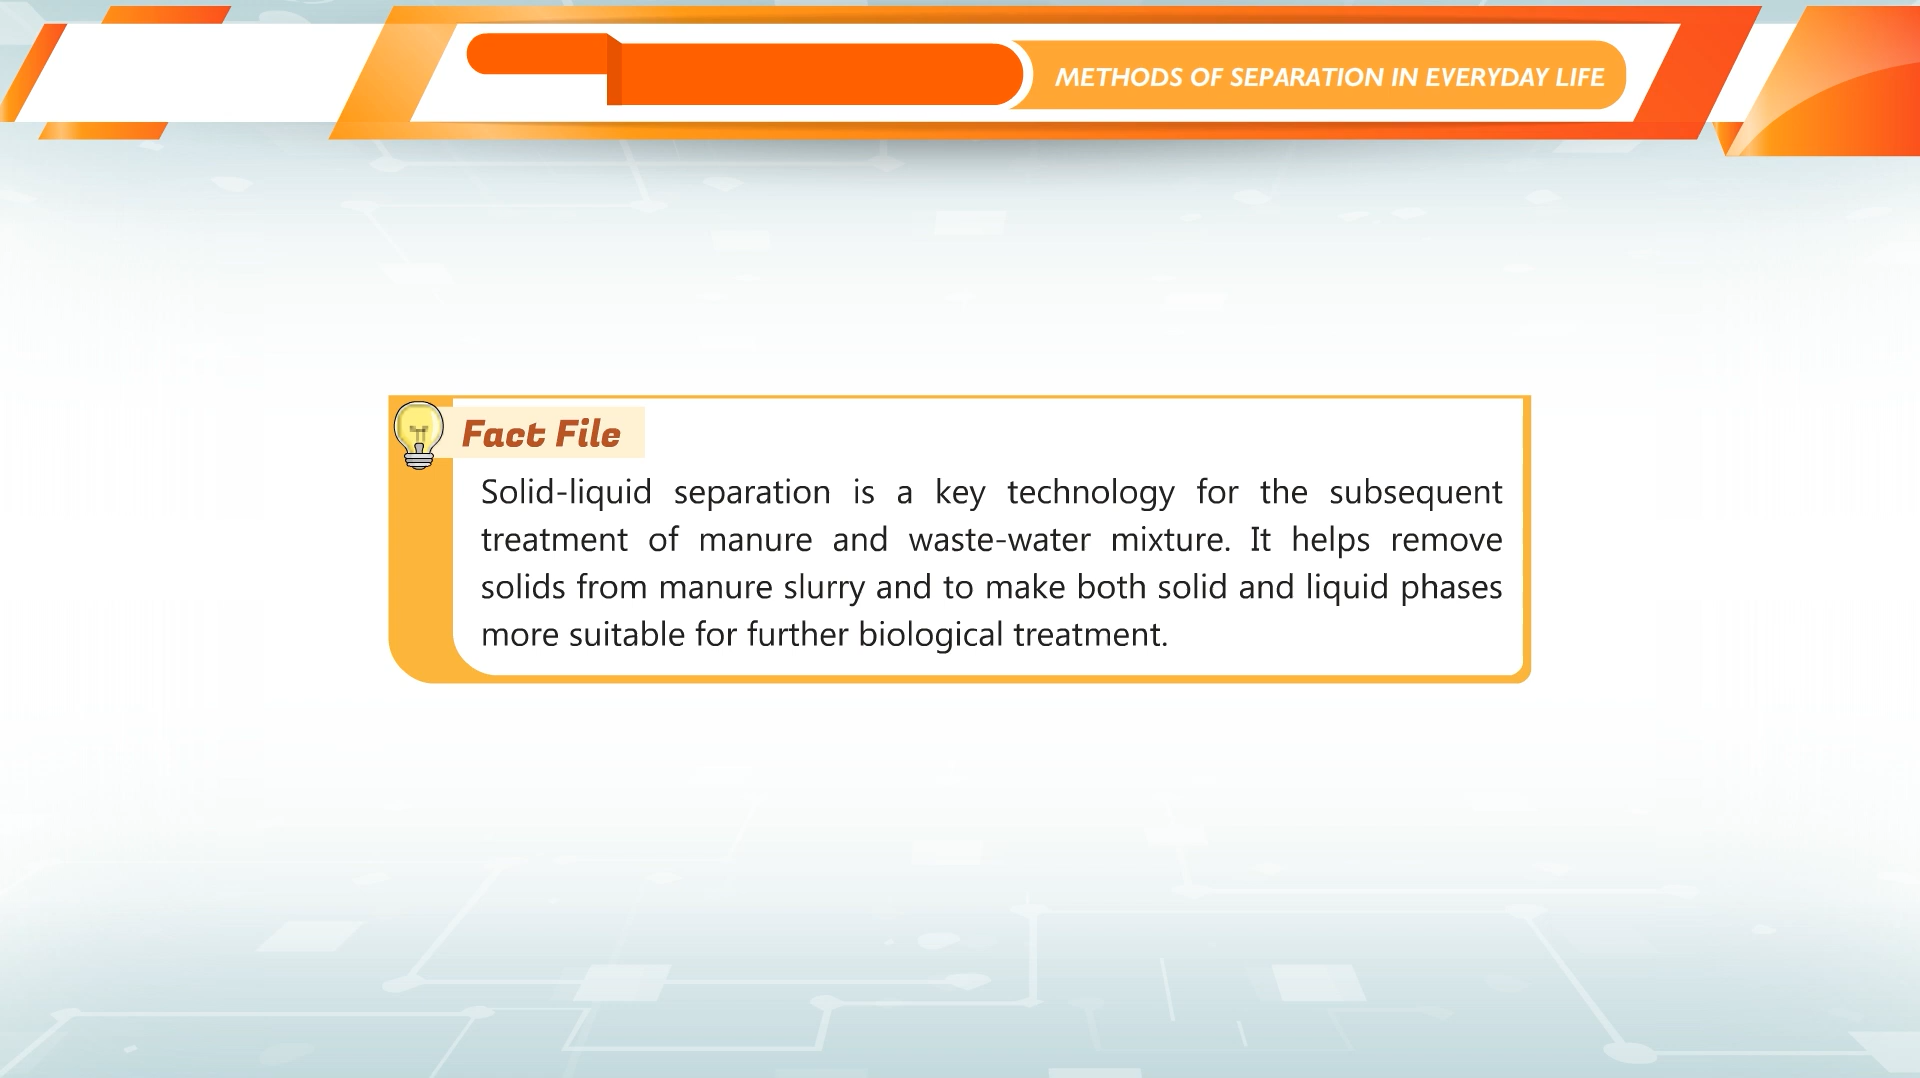 METHODS OF SEPARATION IN EVERYDAY LIFE
Fact File
Solid-liquid separation is a key technology for the subsequent
treatment of manure and waste-water mixture. It helps remove
solids from manure slurry and to make both solid and liquid phases
more suitable for further biological treatment.